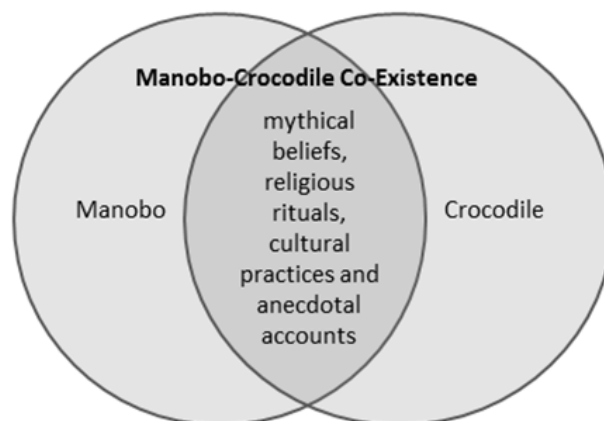 Manobo-Crocodile Co-Existence
mythical
beliefs,
religious
Manobo
rituals,
Crocodile
cultural
practices and
anecdotal
accounts